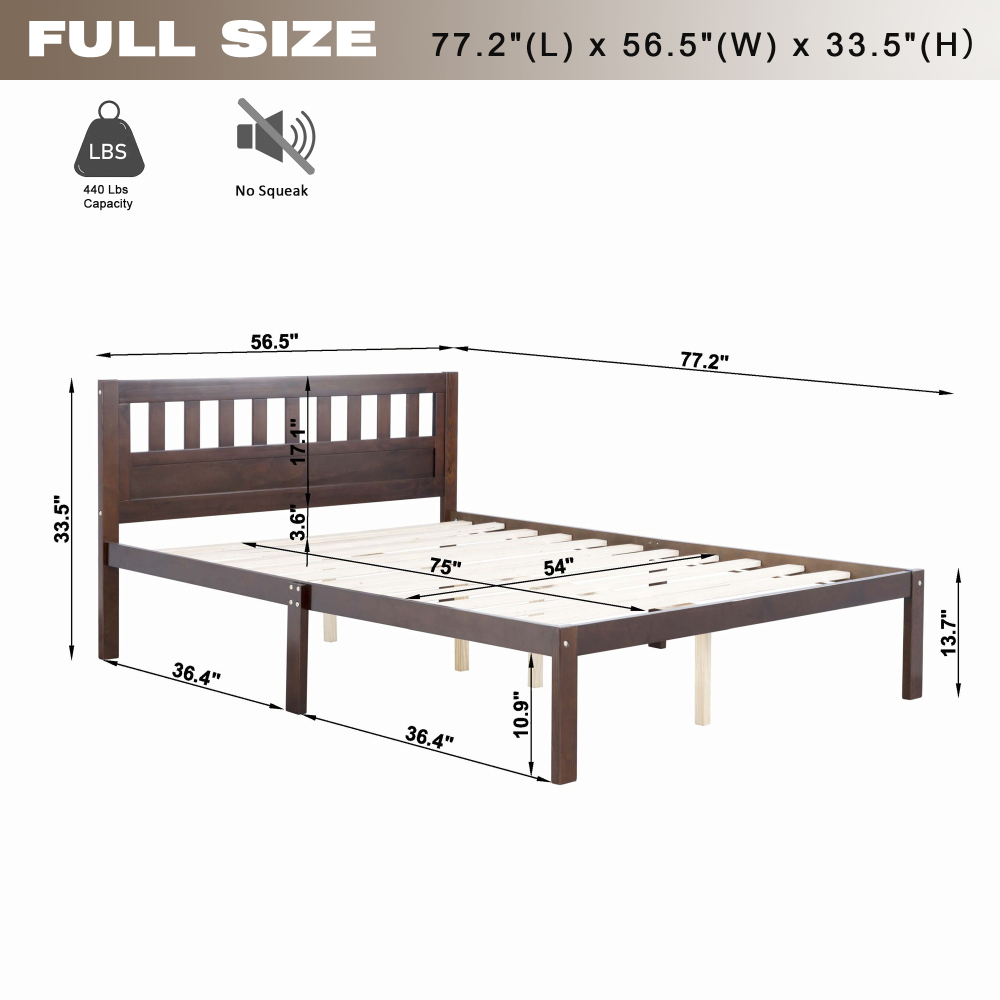 FULL SIZE
77.2"(L) x 56.5"(W) x 33.5"(H)
LBS
440 Lbs
Capacity
No Squeak
56.5"
77.2"
33.5"
17.1"
3.6"
75"
54"
13.7"
36.4"
10.9"
36.4"